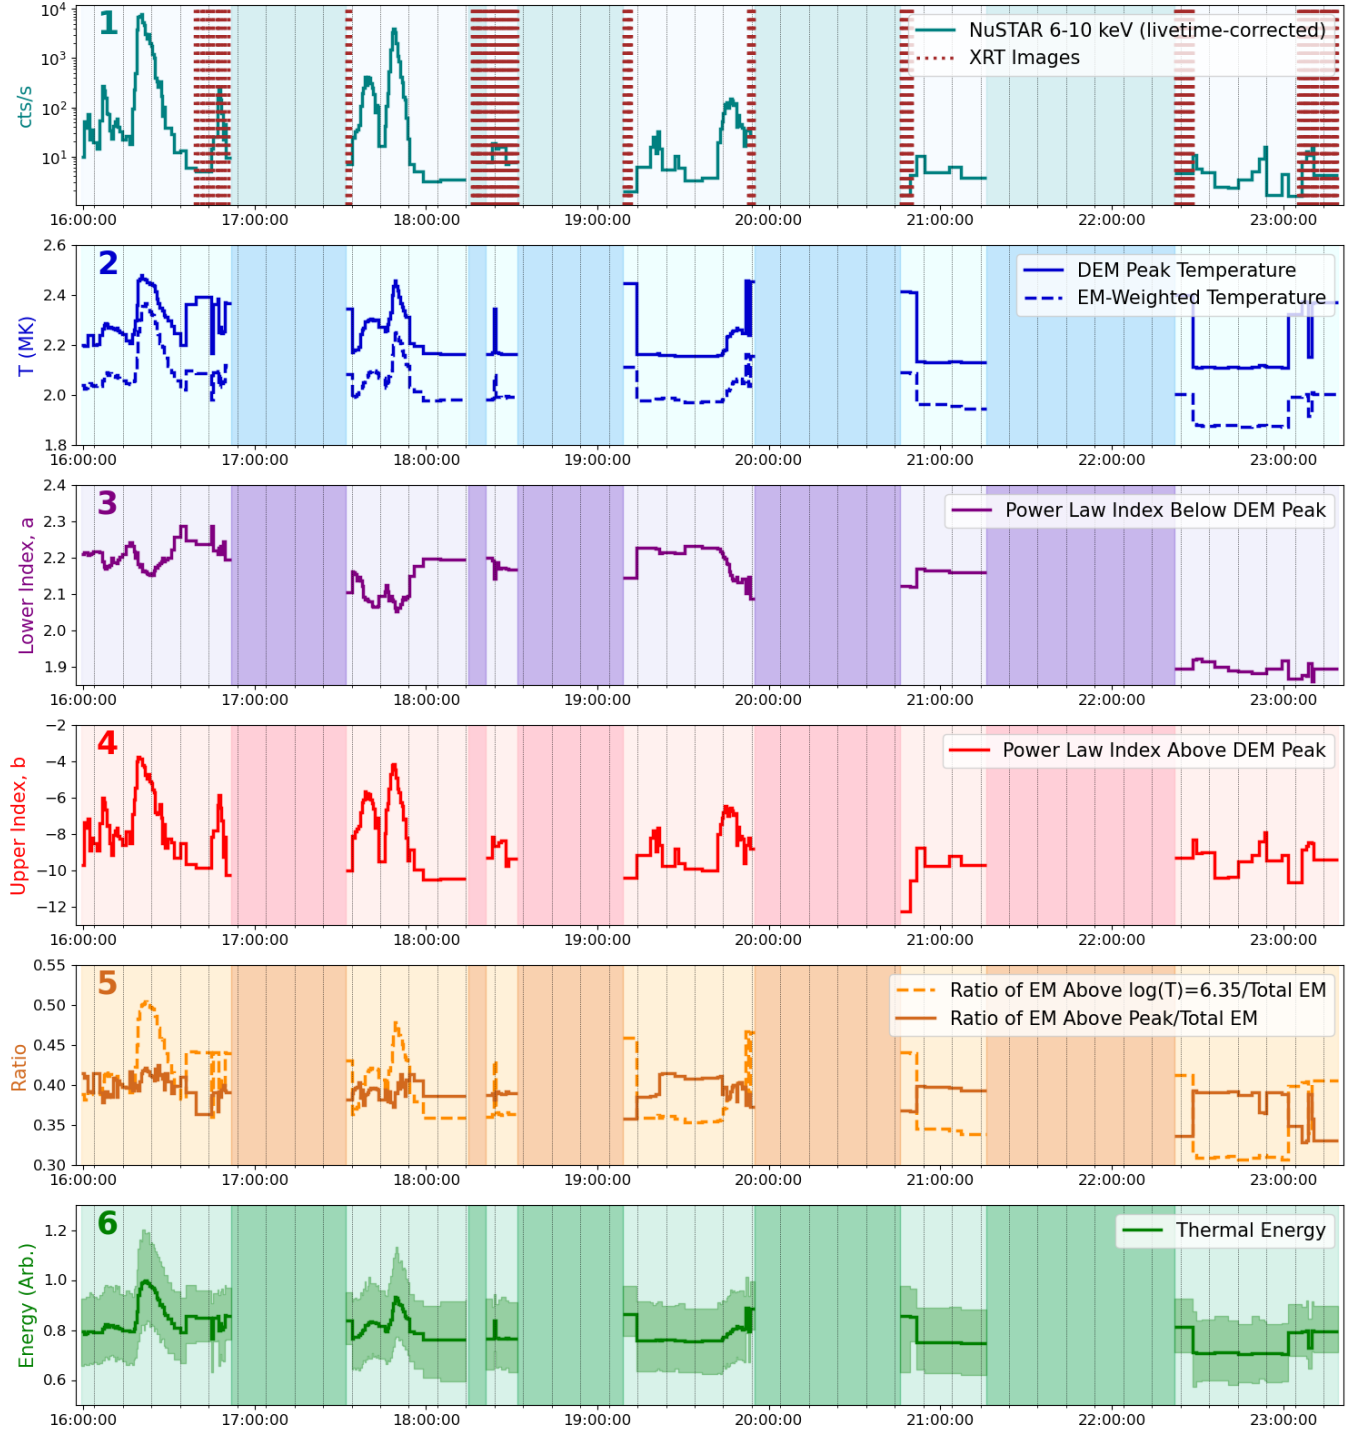 1
NuSTAR 6-10 keV (livetime-corrected)
XRT Images
cts/s
10⁴
10³
10²
10¹
16:00:00 17:00:00 18:00:00 19:00:00 20:00:00 21:00:00 22:00:00 23:00:00
2
DEM Peak Temperature
EM-Weighted Temperature
T (MK)
2.6
2.4
2.2
2.0
1.8
16:00:00 17:00:00 18:00:00 19:00:00 20:00:00 21:00:00 22:00:00 23:00:00
3
Power Law Index Below DEM Peak
Lower Index, a
2.4
2.3
2.2
2.1
2.0
1.9
16:00:00 17:00:00 18:00:00 19:00:00 20:00:00 21:00:00 22:00:00 23:00:00
4
Power Law Index Above DEM Peak
Upper Index, b
−2
−4
−6
−8
−10
−12
16:00:00 17:00:00 18:00:00 19:00:00 20:00:00 21:00:00 22:00:00 23:00:00
5
Ratio of EM Above log(T)=6.35/Total EM
Ratio of EM Above Peak/Total EM
Ratio
0.55
0.50
0.45
0.40
0.35
0.30
16:00:00 17:00:00 18:00:00 19:00:00 20:00:00 21:00:00 22:00:00 23:00:00
6
Thermal Energy
Energy (Arb.)
1.2
1.0
0.8
0.6
16:00:00 17:00:00 18:00:00 19:00:00 20:00:00 21:00:00 22:00:00 23:00:00